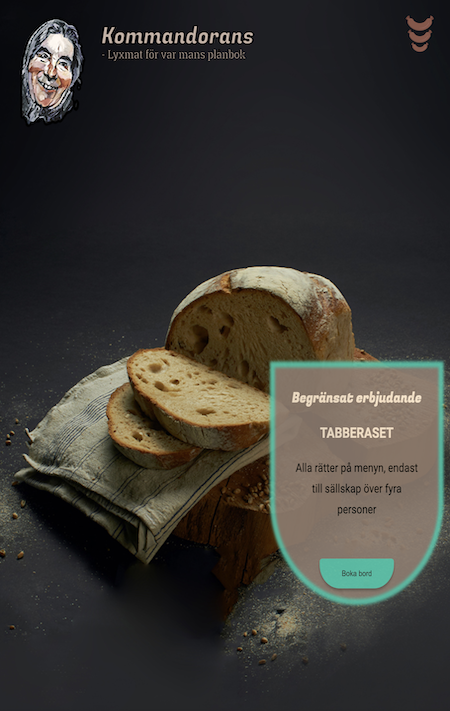 Kommandorans
- Lyxmat för var mans planbok
Begränsat erbjudande
TABBERASET
Alla rätter på menyn, endast
till sällskap över fyra
personer
Boka bord